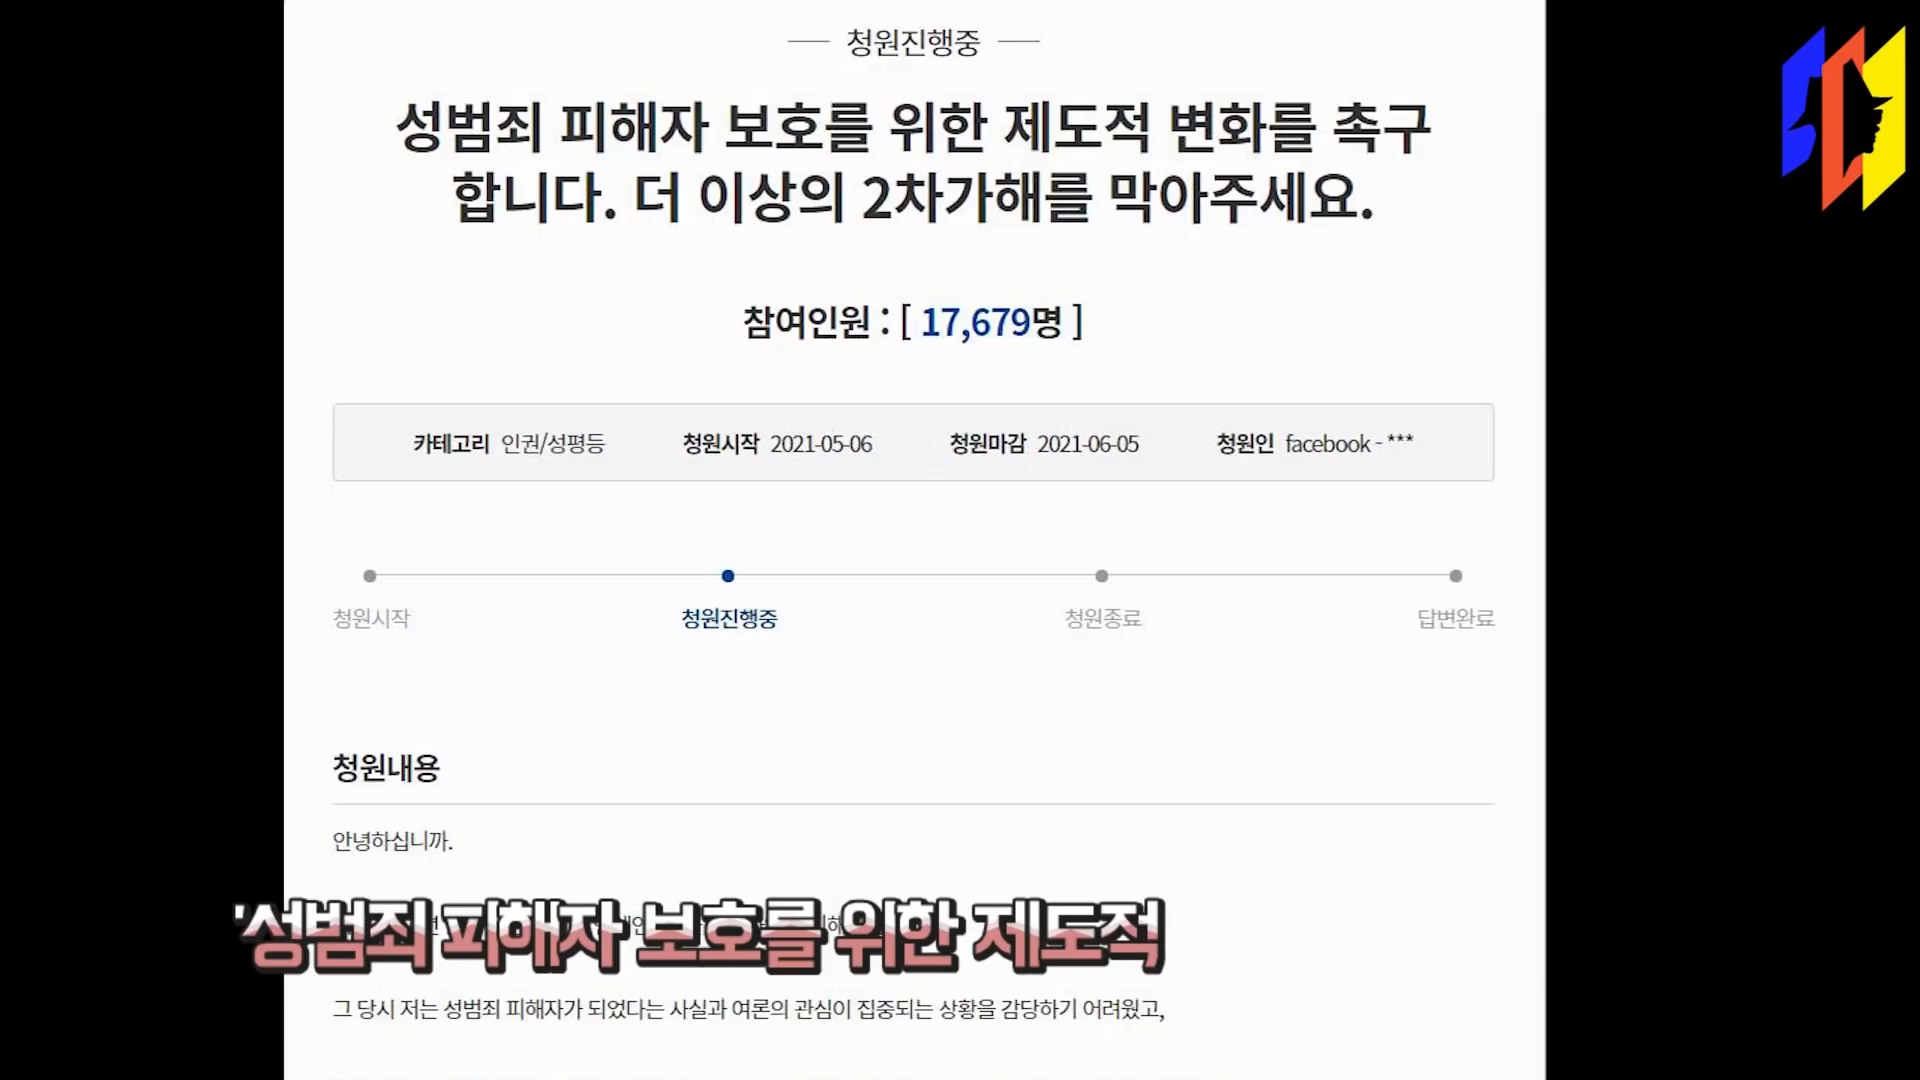 청원진행중
성범죄 피해자 보호를 위한 제도적 변화를 촉구
합니다. 더 이상의 2차가해를 막아주세요.
참여인원 : [ 17,679명 ]
카테고리 인권/성평등 청원시작 2021-05-06 청원마감 2021-06-05 청원인 facebook - ***
청원시작 청원진행중 청원종료 답변완료
청원내용
안녕하십니까.
'성범죄 피해자 보호를 위한 제도적
그 당시 저는 성범죄 피해자가 되었다는 사실과 여론의 관심이 집중되는 상황을 감당하기 어려웠고,